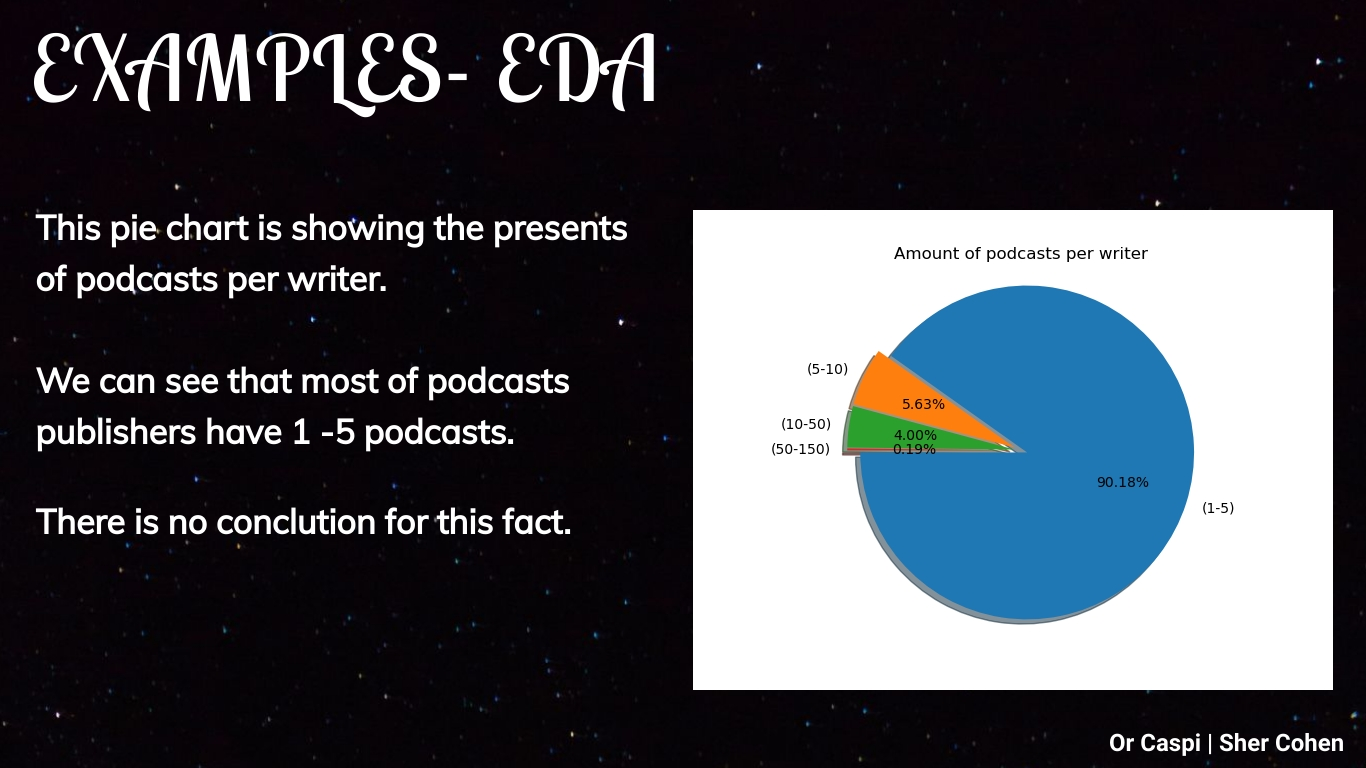 EXAMPLES- EDA
This pie chart is showing the presents
of podcasts per writer.
We can see that most of podcasts
publishers have 1 -5 podcasts.
There is no conclution for this fact.
Amount of podcasts per writer
(5-10)
5.63%
(10-50)
4.00%
(50-150)
0.19%
90.18%
(1-5)
Or Caspi | Sher Cohen